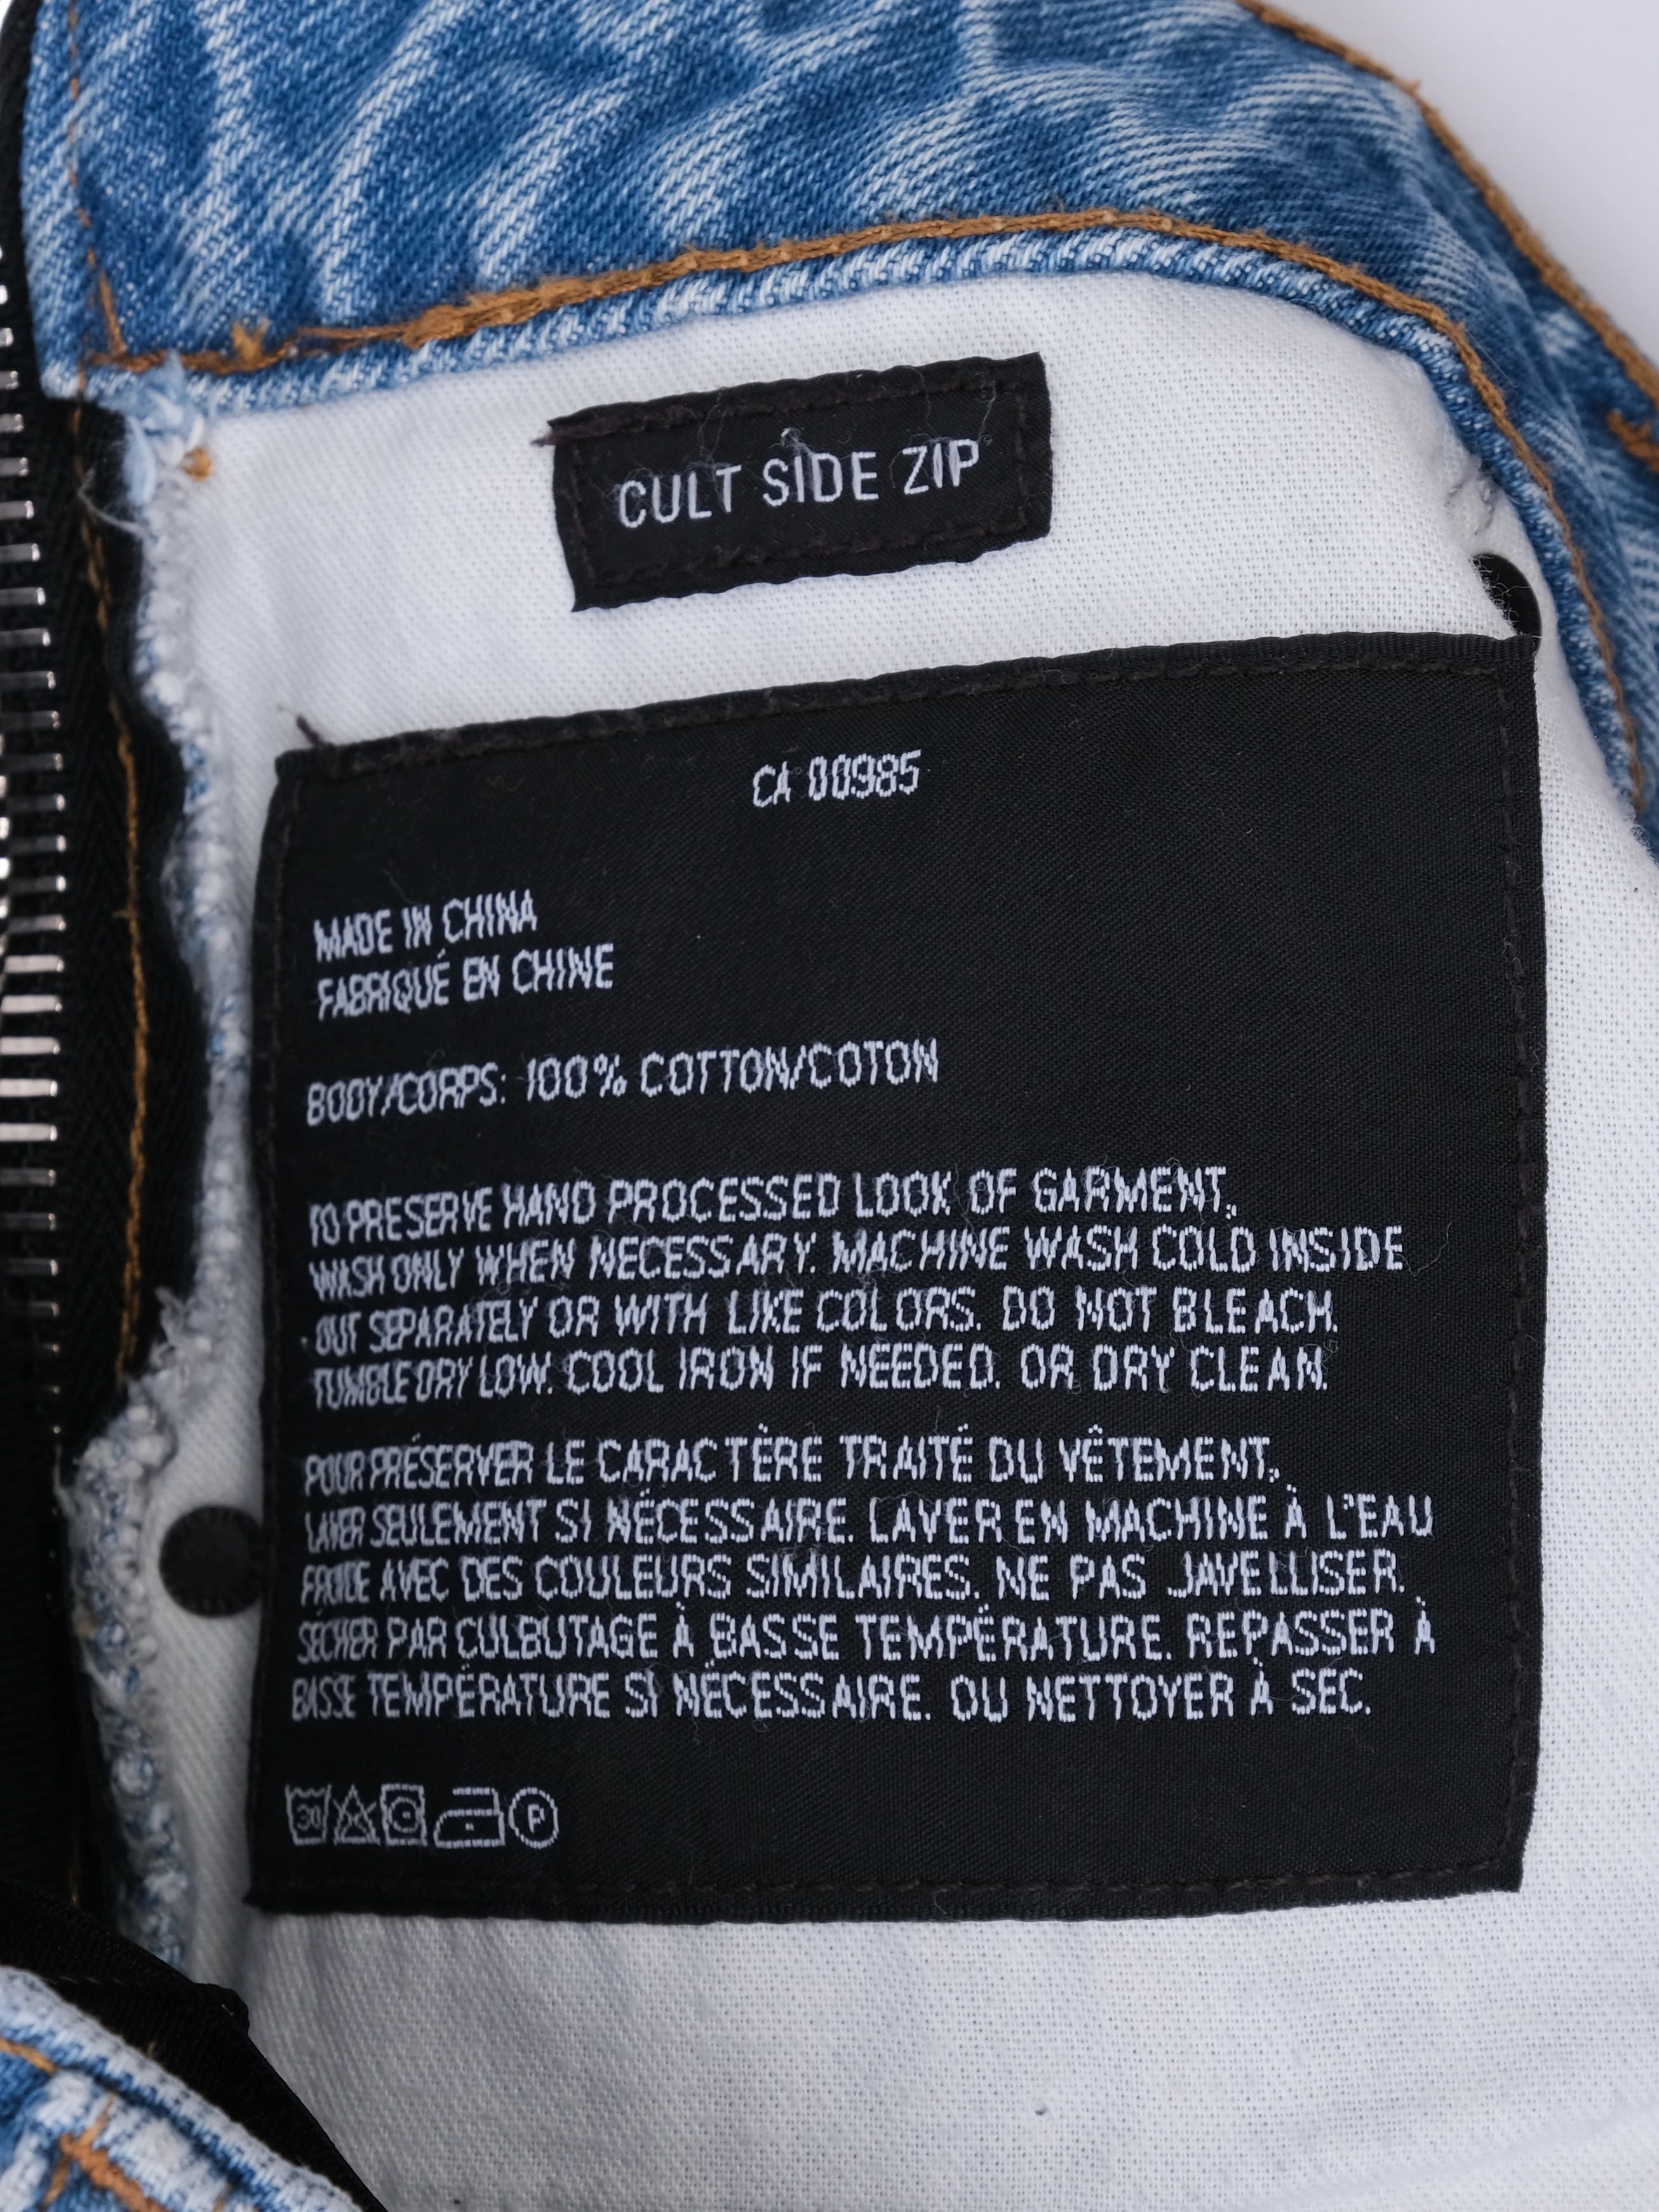 CULT SIDE ZIP
CA 00985
MADE IN CHINA
FABRIQUÉ EN CHINE
BODY/CORPS: 100% COTTON/COTON
TO PRESERVE HAND PROCESSED LOOK OF GARMENT,
WASH ONLY WHEN NECESSARY. MACHINE WASH COLD INSIDE
OUT SEPARATELY OR WITH LIKE COLORS. DO NOT BLEACH.
TUMBLE DRY LOW. COOL IRON IF NEEDED. OR DRY CLEAN.
POUR PRÉSERVER LE CARACTÈRE TRAITÉ DU VÊTEMENT,
LAVER SEULEMENT SI NÉCESSAIRE. LAVER EN MACHINE À L'EAU
FROIDE AVEC DES COULEURS SIMILAIRES. NE PAS JAVELLISER.
SÉCHER PAR CULBUTAGE À BASSE TEMPÉRATURE. REPASSER À
BASSE TEMPÉRATURE SI NÉCESSAIRE. OU NETTOYER À SEC.
30 P